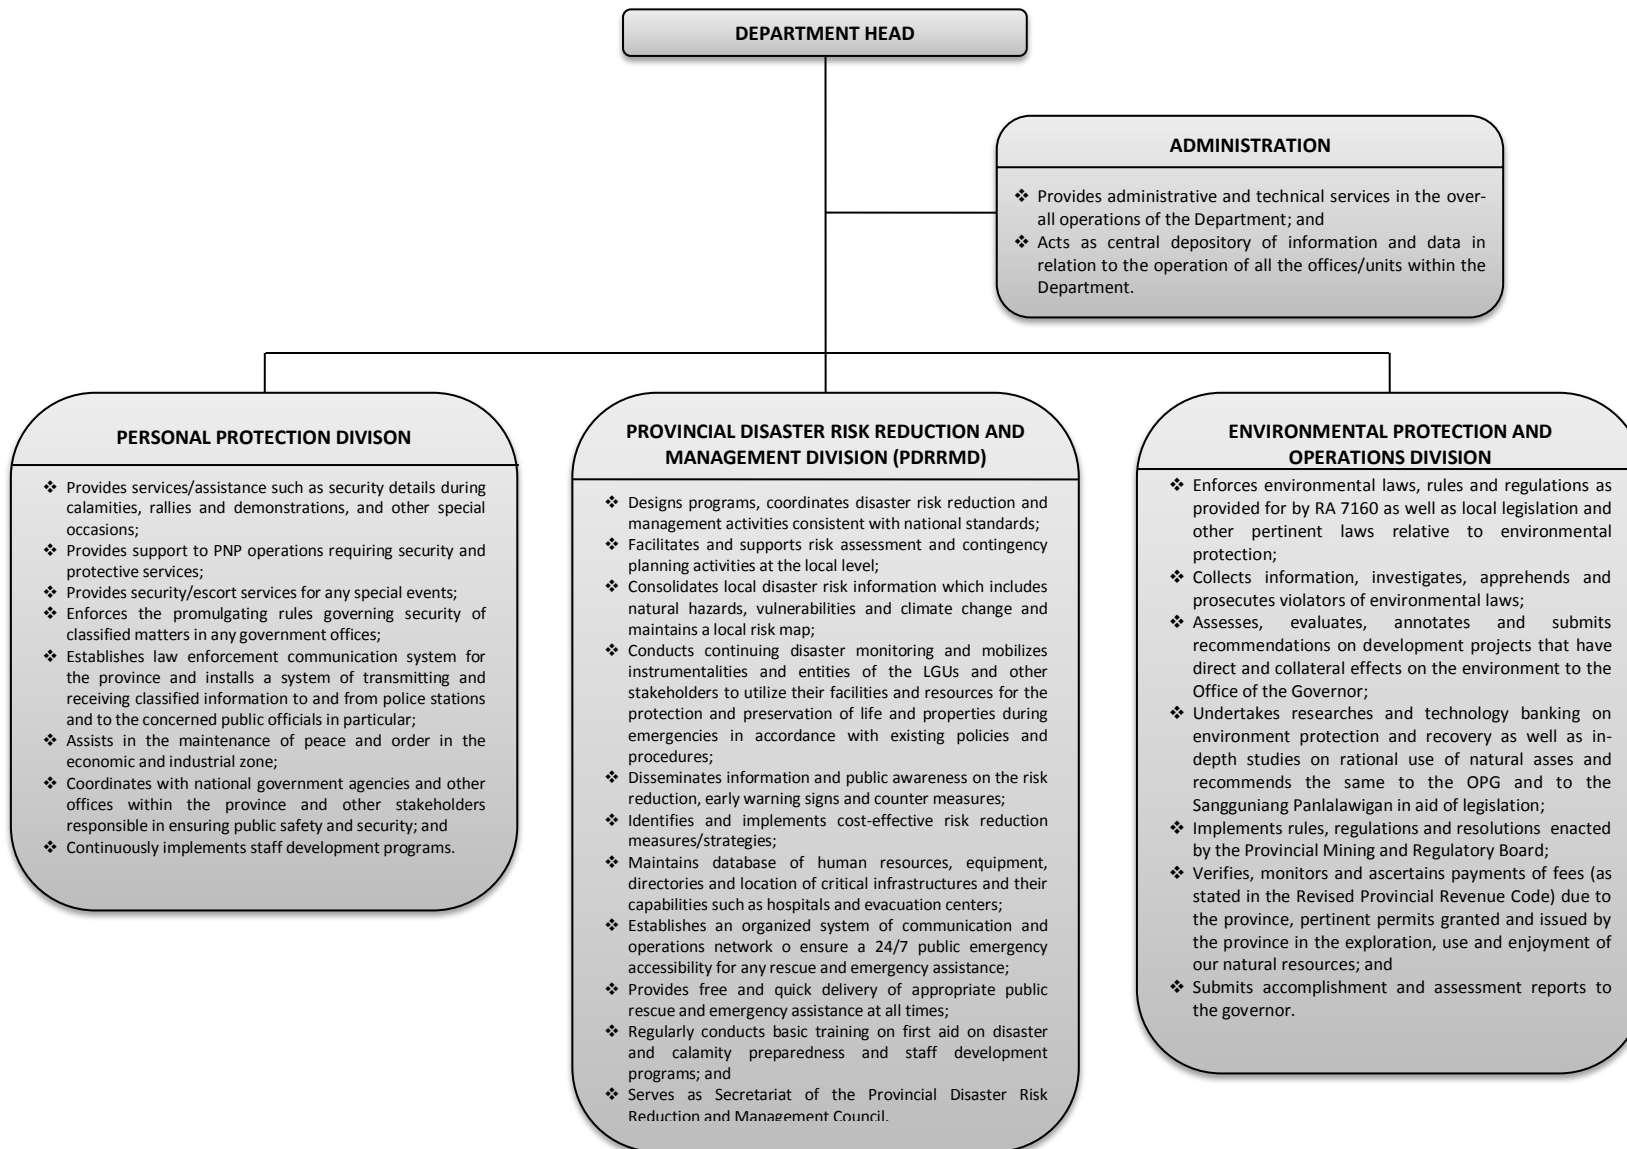 DEPARTMENT HEAD
ADMINISTRATION
❖ Provides administrative and technical services in the over-
all operations of the Department; and
❖ Acts as central depository of information and data in
relation to the operation of all the offices/units within the
Department.
PERSONAL PROTECTION DIVISON
❖ Provides services/assistance such as security details during
calamities, rallies and demonstrations, and other special
occasions;
❖ Provides support to PNP operations requiring security and
protective services;
❖ Provides security/escort services for any special events;
❖ Enforces the promulgating rules governing security of
classified matters in any government offices;
❖ Establishes law enforcement communication system for
the province and installs a system of transmitting and
receiving classified information to and from police stations
and to the concerned public officials in particular;
❖ Assists in the maintenance of peace and order in the
economic and industrial zone;
❖ Coordinates with national government agencies and other
offices within the province and other stakeholders
responsible in ensuring public safety and security; and
❖ Continuously implements staff development programs.
PROVINCIAL DISASTER RISK REDUCTION AND
MANAGEMENT DIVISION (PDRRMD)
❖ Designs programs, coordinates disaster risk reduction and
management activities consistent with national standards;
❖ Facilitates and supports risk assessment and contingency
planning activities at the local level;
❖ Consolidates local disaster risk information which includes
natural hazards, vulnerabilities and climate change and
maintains a local risk map;
❖ Conducts continuing disaster monitoring and mobilizes
instrumentalities and entities of the LGUs and other
stakeholders to utilize their facilities and resources for the
protection and preservation of life and properties during
emergencies in accordance with existing policies and
procedures;
❖ Disseminates information and public awareness on the risk
reduction, early warning signs and counter measures;
❖ Identifies and implements cost-effective risk reduction
measures/strategies;
❖ Maintains database of human resources, equipment,
directories and location of critical infrastructures and their
capabilities such as hospitals and evacuation centers;
❖ Establishes an organized system of communication and
operations network o ensure a 24/7 public emergency
accessibility for any rescue and emergency assistance;
❖ Provides free and quick delivery of appropriate public
rescue and emergency assistance at all times;
❖ Regularly conducts basic training on first aid on disaster
and calamity preparedness and staff development
programs; and
❖ Serves as Secretariat of the Provincial Disaster Risk
Reduction and Management Council.
ENVIRONMENTAL PROTECTION AND
OPERATIONS DIVISION
❖ Enforces environmental laws, rules and regulations as
provided for by RA 7160 as well as local legislation and
other pertinent laws relative to environmental
protection;
❖ Collects information, investigates, apprehends and
prosecutes violators of environmental laws;
❖ Assesses, evaluates, annotates and submits
recommendations on development projects that have
direct and collateral effects on the environment to the
Office of the Governor;
❖ Undertakes researches and technology banking on
environment protection and recovery as well as in-
depth studies on rational use of natural asses and
recommends the same to the OPG and to the
Sangguniang Panlalawigan in aid of legislation;
❖ Implements rules, regulations and resolutions enacted
by the Provincial Mining and Regulatory Board;
❖ Verifies, monitors and ascertains payments of fees (as
stated in the Revised Provincial Revenue Code) due to
the province, pertinent permits granted and issued by
the province in the exploration, use and enjoyment of
our natural resources; and
❖ Submits accomplishment and assessment reports to
the governor.